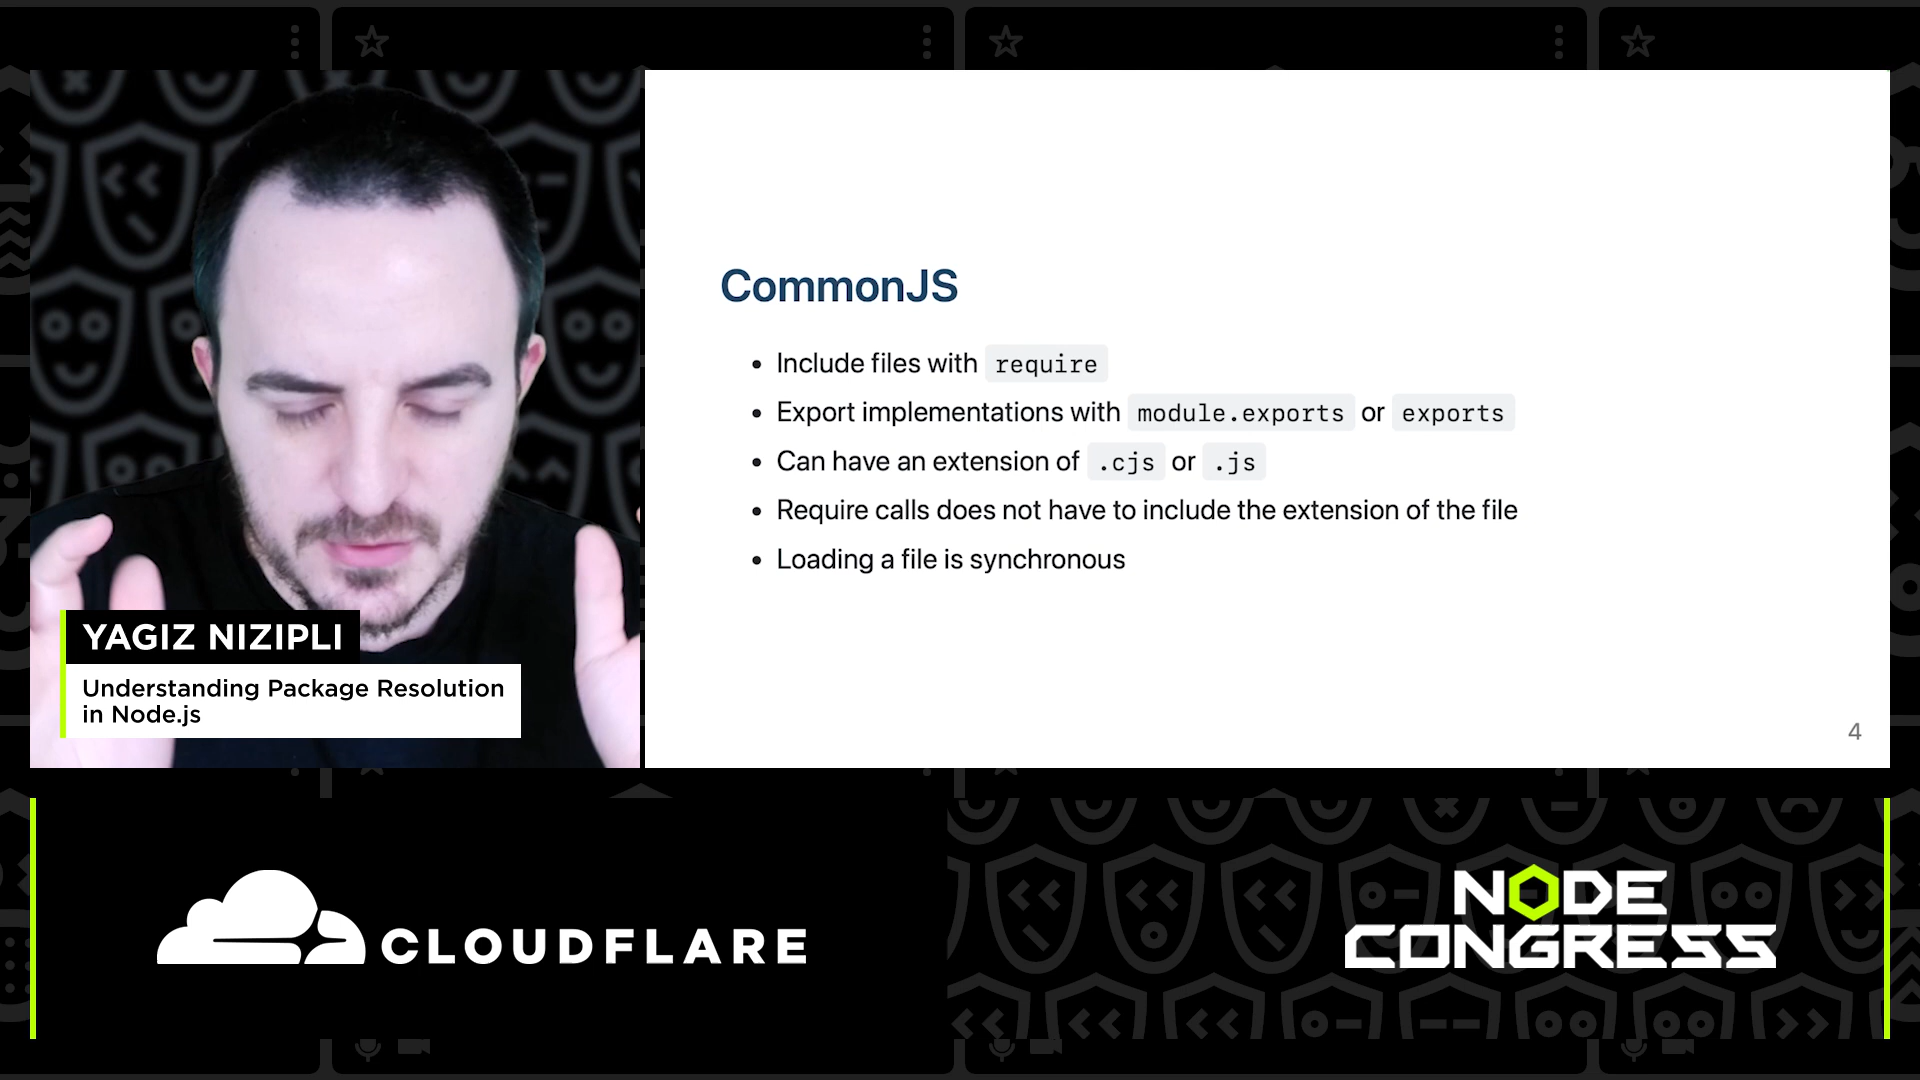 YAGIZ NIZIPLI
Understanding Package Resolution
in Node.js
CommonJS
• Include files with require
• Export implementations with module.exports or exports
• Can have an extension of .cjs or .js
• Require calls does not have to include the extension of the file
• Loading a file is synchronous
4
CLOUDFLARE
NODE
CONGRESS